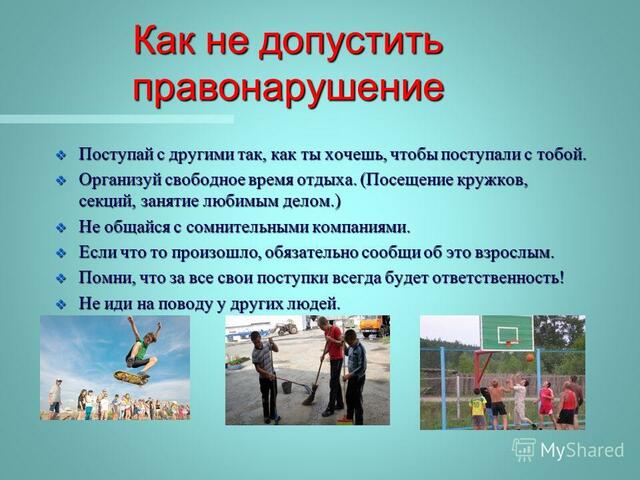 Как не допустить
правонарушение
❖ Поступай с другими так, как ты хочешь, чтобы поступали с тобой.
❖ Организуй свободное время отдыха. (Посещение кружков,
секций, занятие любимым делом.)
❖ Не общайся с сомнительными компаниями.
❖ Если что то произошло, обязательно сообщи об это взрослым.
❖ Помни, что за все свои поступки всегда будет ответственность!
❖ Не иди на поводу у других людей.
MyShared